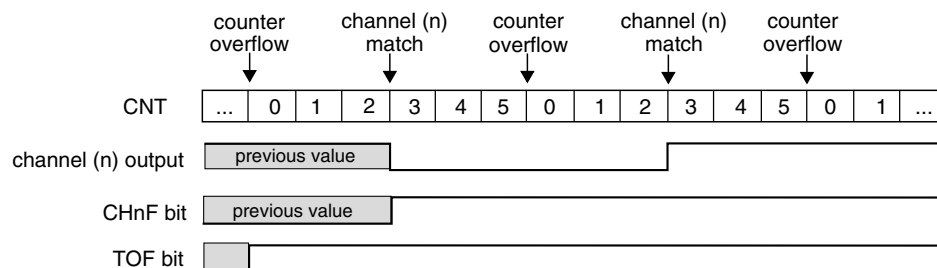 counter overflow
channel (n) match
counter overflow
channel (n) match
counter overflow
CNT ... 0 1 2 3 4 5 0 1 2 3 4 5 0 1 ...
channel (n) output previous value
CHnF bit previous value
TOF bit